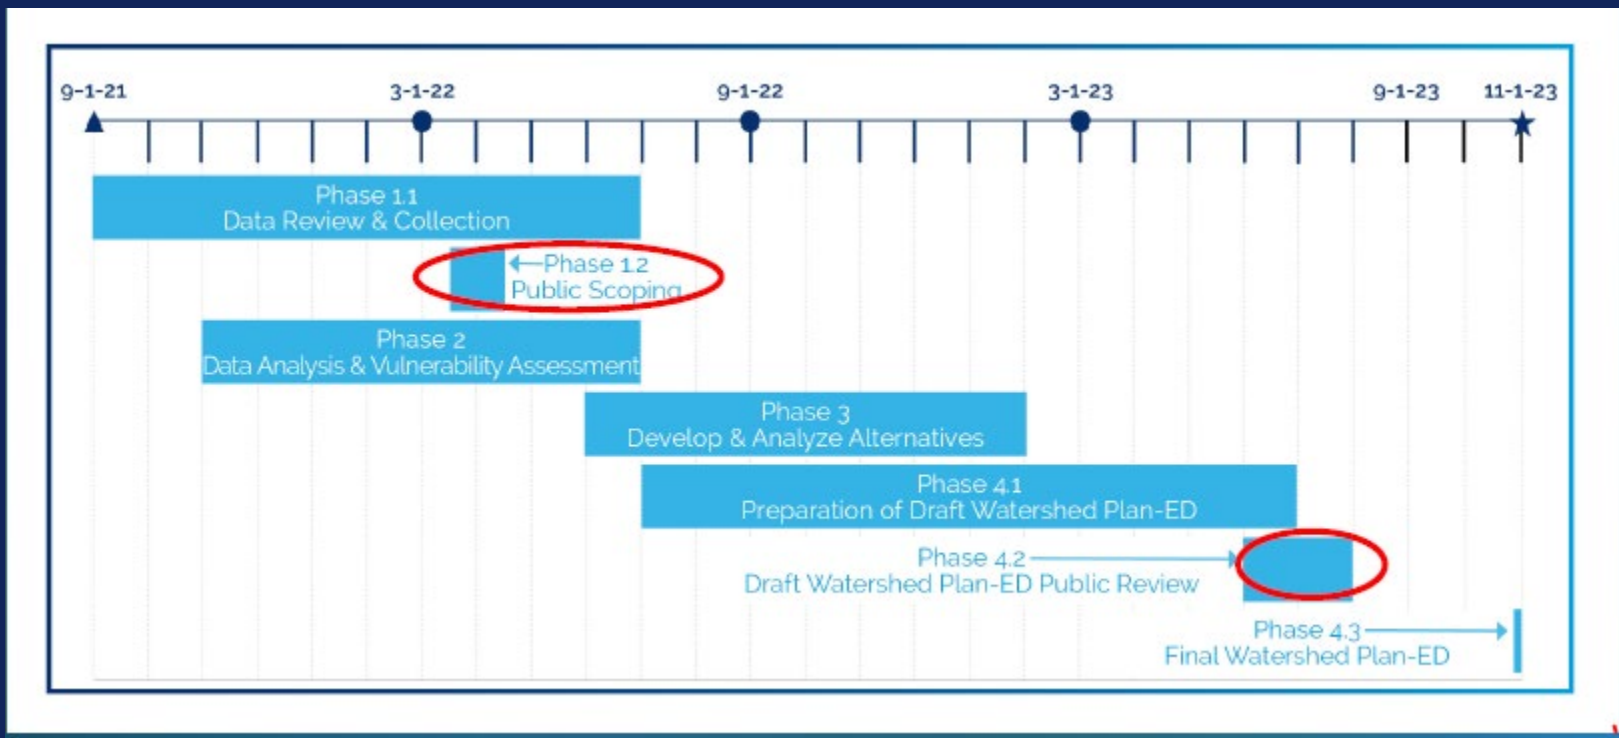 9-1-21 3-1-22 9-1-22 3-1-23 9-1-23 11-1-23
Phase 1.1
Data Review & Collection
Phase 1.2
Public Scoping
Phase 2
Data Analysis & Vulnerability Assessment
Phase 3
Develop & Analyze Alternatives
Phase 4.1
Preparation of Draft Watershed Plan-ED
Phase 4.2
Draft Watershed Plan-ED Public Review
Phase 4.3
Final Watershed Plan-ED